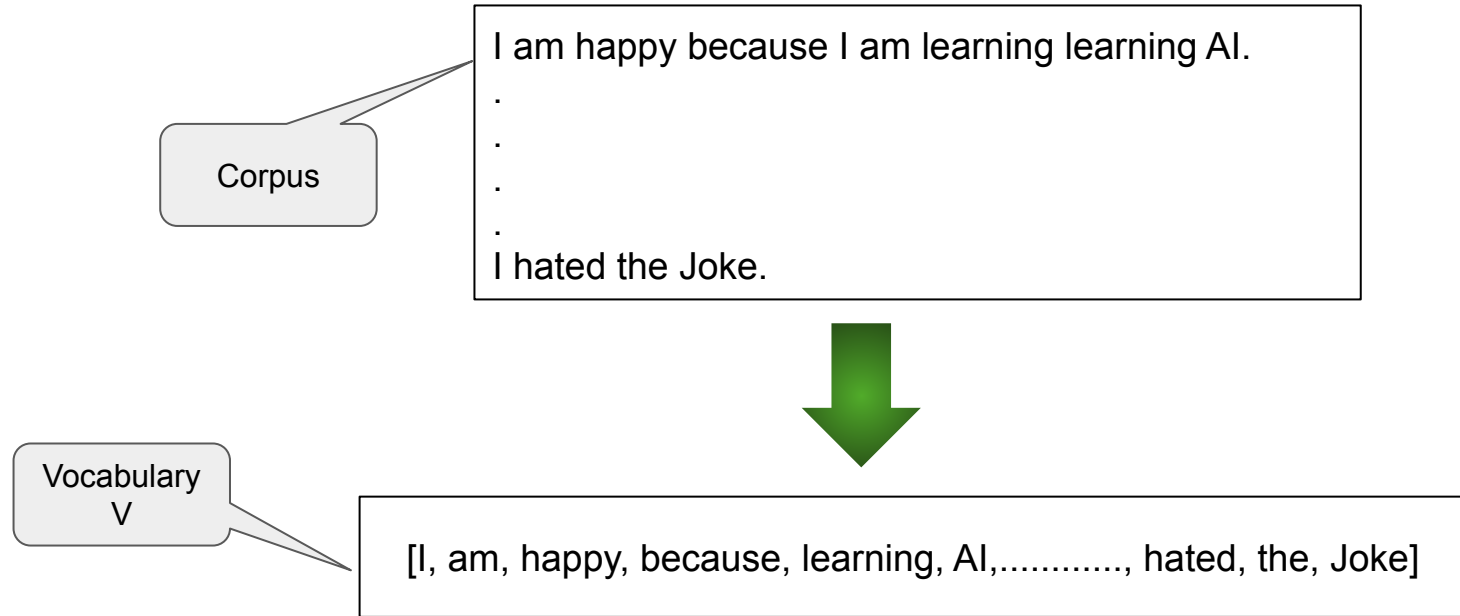 I am happy because I am learning learning AI.
.
.
.
.
I hated the Joke.
Corpus
Vocabulary
V
[I, am, happy, because, learning, AI,............, hated, the, Joke]